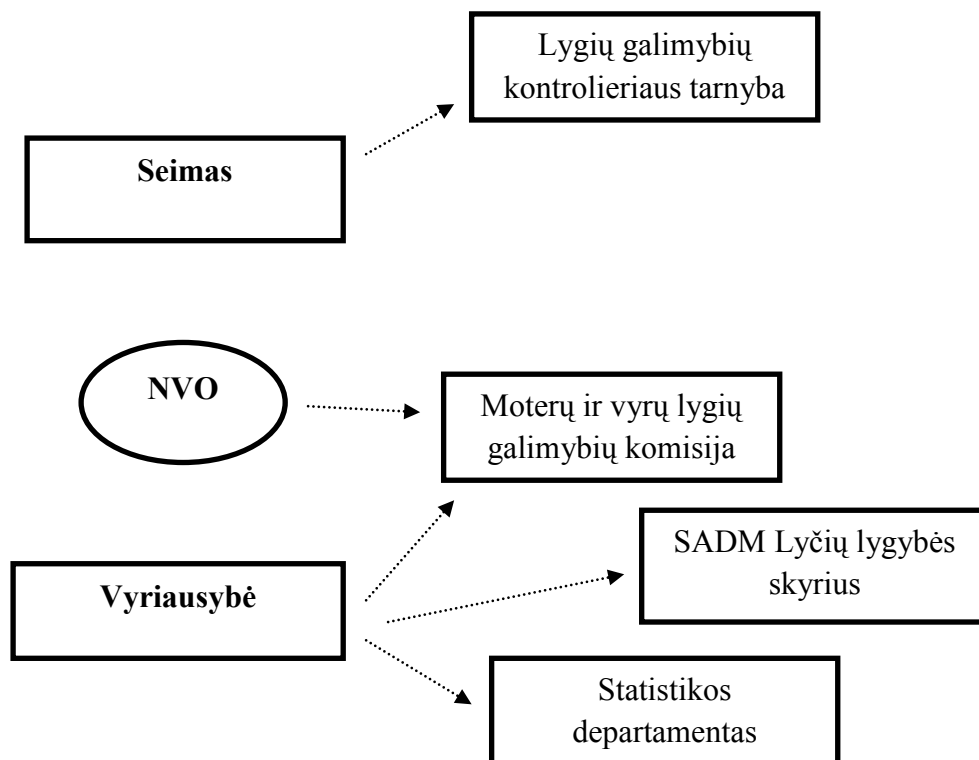 Lygių galimybių
kontrolieriaus tarnyba
Seimas
NVO
Moterų ir vyrų lygių
galimybių komisija
SADM Lyčių lygybės
skyrius
Vyriausybė
Statistikos
departamentas